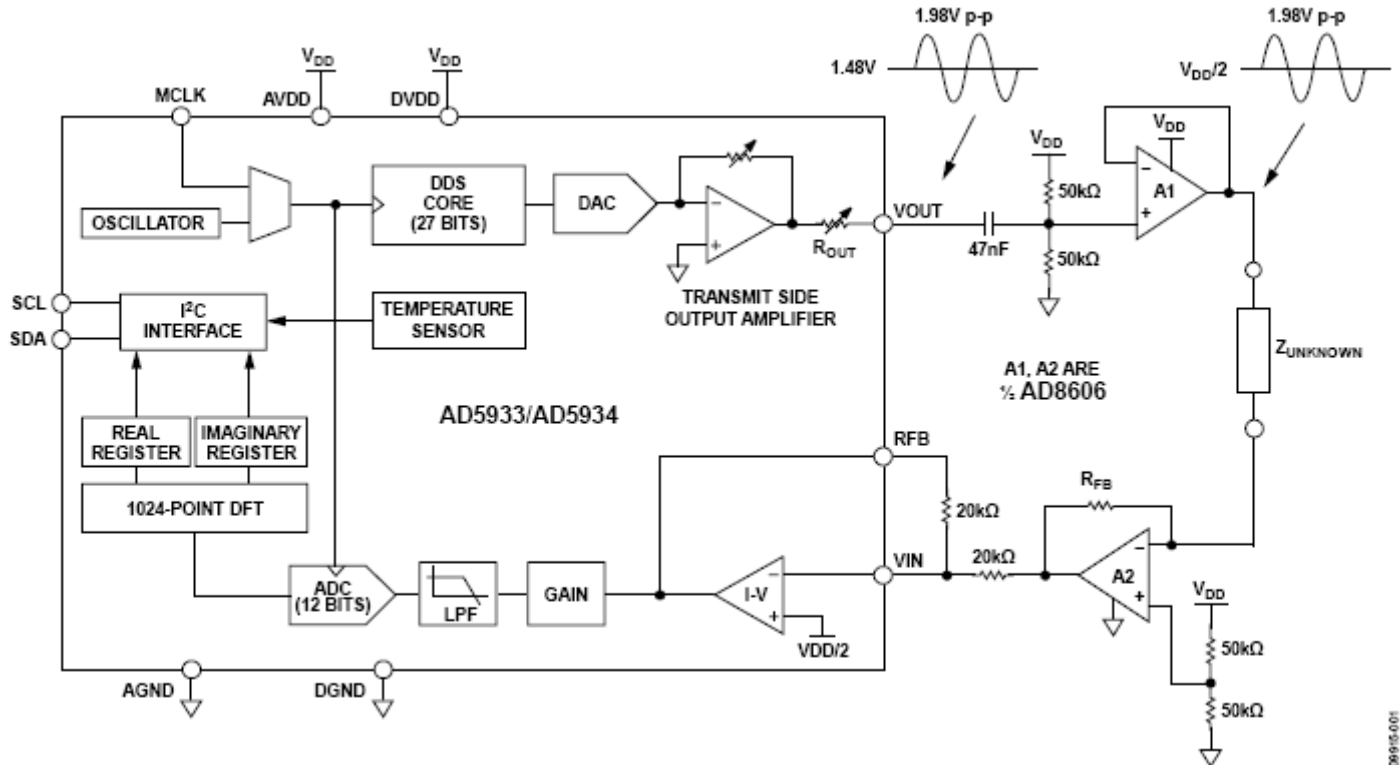 1.98V p-p
1.98V p-p
1.48V
VDD/2
VDD
VDD
MCLK
AVDD
DVDD
OSCILLATOR
DDS
CORE
(27 BITS)
DAC
−
+
ROUT
VOUT
47nF
VDD
50kΩ
50kΩ
VDD
−
A1
+
SCL
SDA
I²C
INTERFACE
TEMPERATURE
SENSOR
TRANSMIT SIDE
OUTPUT AMPLIFIER
ZUNKNOWN
A1, A2 ARE
½ AD8606
AD5933/AD5934
REAL
REGISTER
IMAGINARY
REGISTER
1024-POINT DFT
RFB
20kΩ
VIN
20kΩ
RFB
−
A2
+
ADC
(12 BITS)
LPF
GAIN
I-V
−
+
VDD/2
VDD
50kΩ
50kΩ
AGND
DGND
09915-001